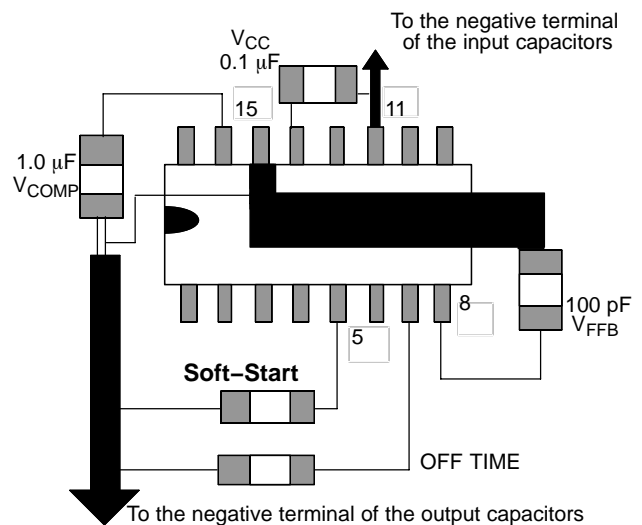 To the negative terminal
of the input capacitors
VCC
0.1 μF
15
11
1.0 μF
VCOMP
8
100 pF
VFFB
5
Soft–Start
OFF TIME
To the negative terminal of the output capacitors